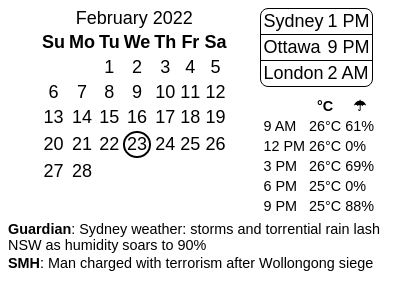 February 2022
Su Mo Tu We Th Fr Sa
1 2 3 4 5
6 7 8 9 10 11 12
13 14 15 16 17 18 19
20 21 22 23 24 25 26
27 28
Sydney 1 PM
Ottawa 9 PM
London 2 AM
°C ☂
9 AM 26°C 61%
12 PM 26°C 0%
3 PM 26°C 69%
6 PM 25°C 0%
9 PM 25°C 88%
Guardian: Sydney weather: storms and torrential rain lash
NSW as humidity soars to 90%
SMH: Man charged with terrorism after Wollongong siege